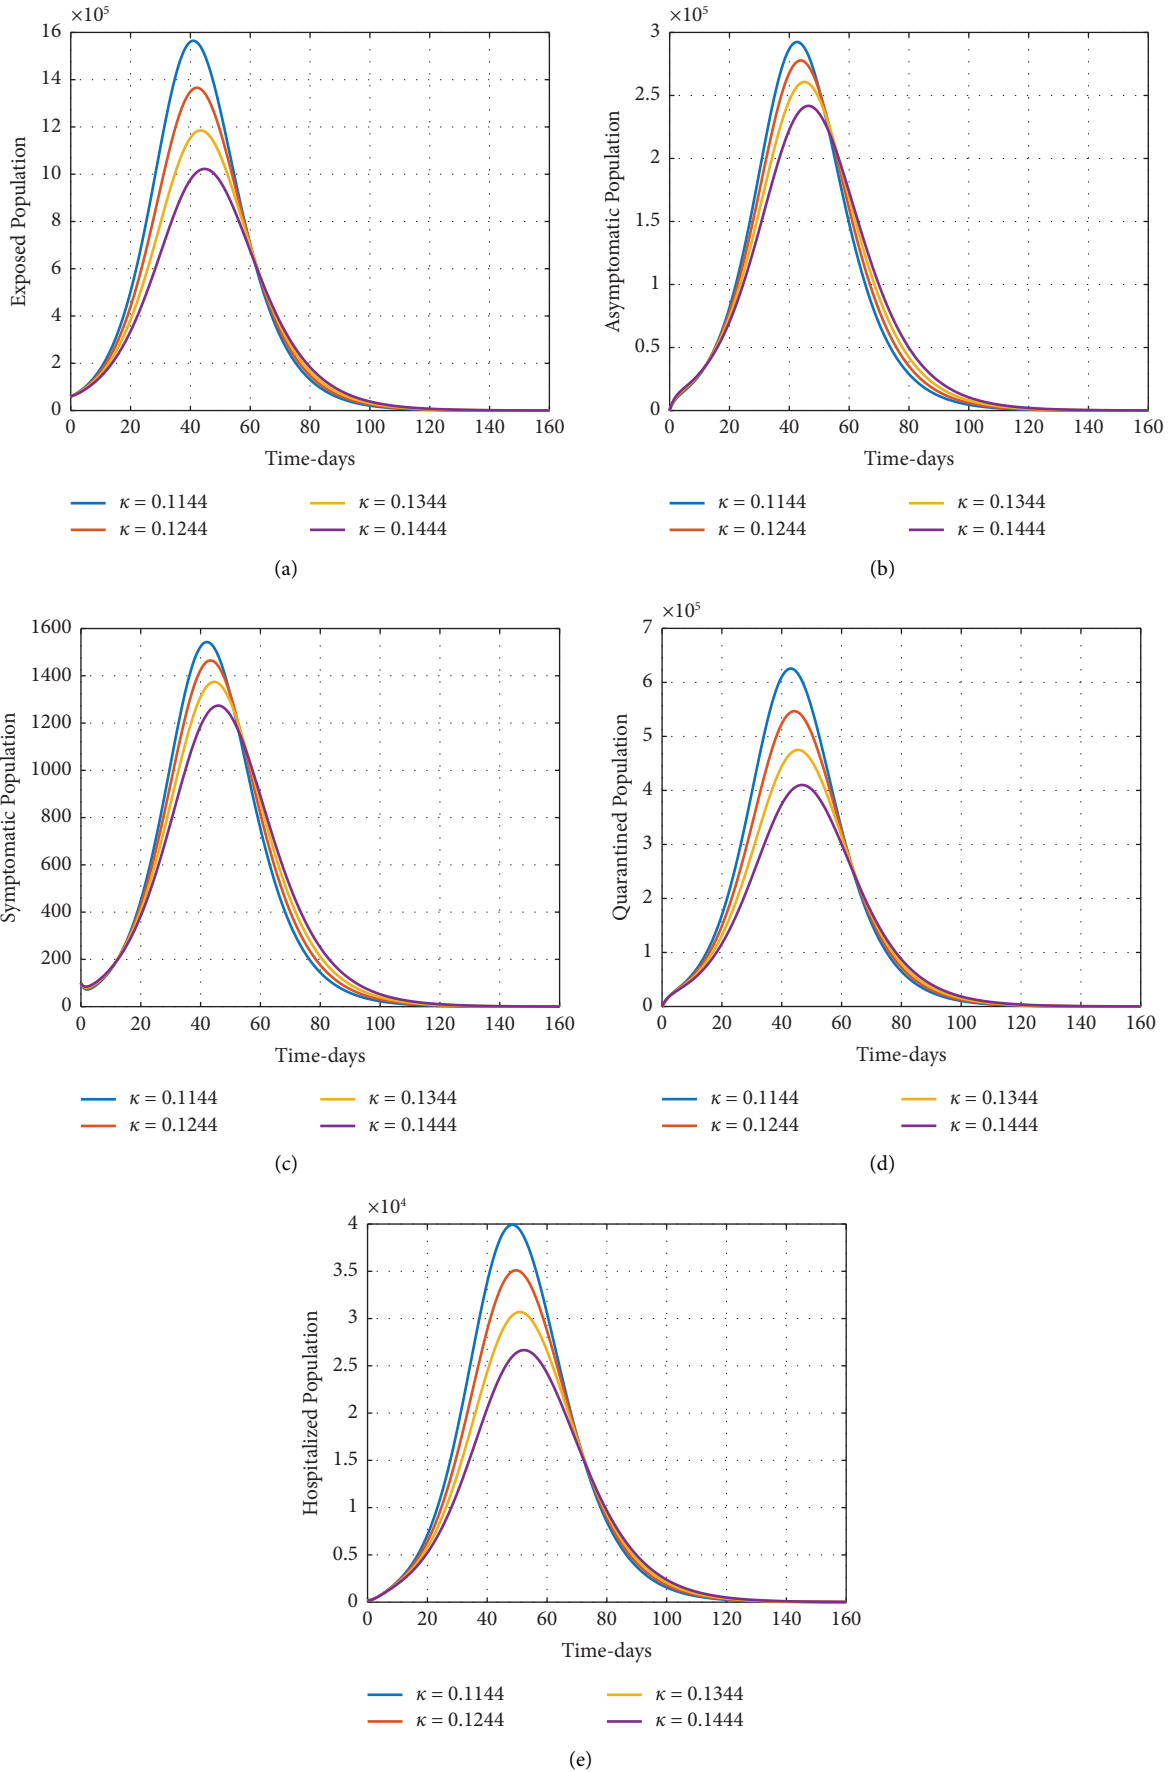 ×10⁵
16
14
12
10
8
6
4
2
0
Exposed Population
0 20 40 60 80 100 120 140 160
Time-days
κ = 0.1144
κ = 0.1344
κ = 0.1244
κ = 0.1444
(a)
×10⁵
3
2.5
2
1.5
1
0.5
0
Asymptomatic Population
0 20 40 60 80 100 120 140 160
Time-days
κ = 0.1144
κ = 0.1344
κ = 0.1244
κ = 0.1444
(b)
1600
1400
1200
1000
800
600
400
200
0
Symptomatic Population
0 20 40 60 80 100 120 140 160
Time-days
κ = 0.1144
κ = 0.1344
κ = 0.1244
κ = 0.1444
(c)
×10⁵
7
6
5
4
3
2
1
0
Quarantined Population
0 20 40 60 80 100 120 140 160
Time-days
κ = 0.1144
κ = 0.1344
κ = 0.1244
κ = 0.1444
(d)
×10⁴
4
3.5
3
2.5
2
1.5
1
0.5
0
Hospitalized Population
0 20 40 60 80 100 120 140 160
Time-days
κ = 0.1144
κ = 0.1344
κ = 0.1244
κ = 0.1444
(e)